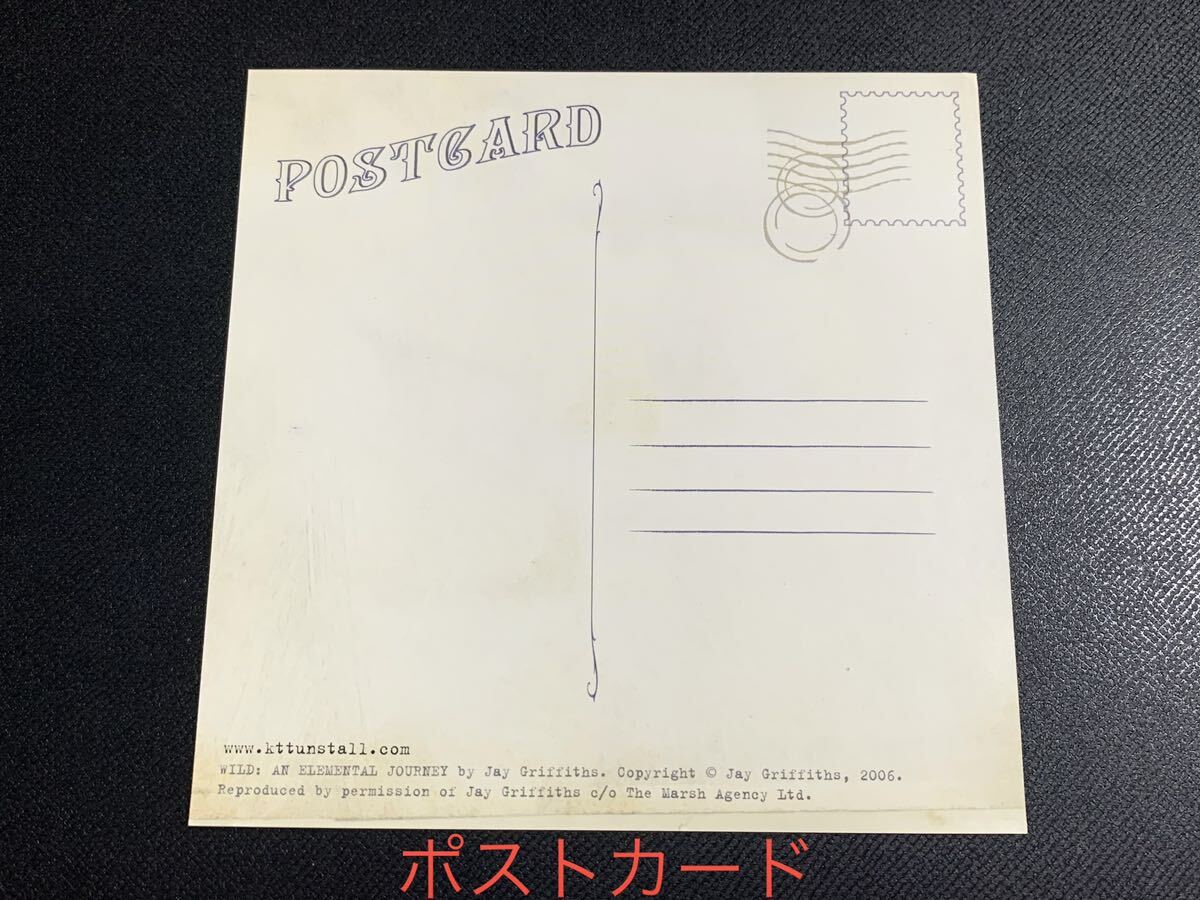 POSTCARD
www.kttunstall.com
WILD: AN ELEMENTAL JOURNEY by Jay Griffiths. Copyright © Jay Griffiths, 2006.
Reproduced by permission of Jay Griffiths c/o The Marsh Agency Ltd.
ポストカード